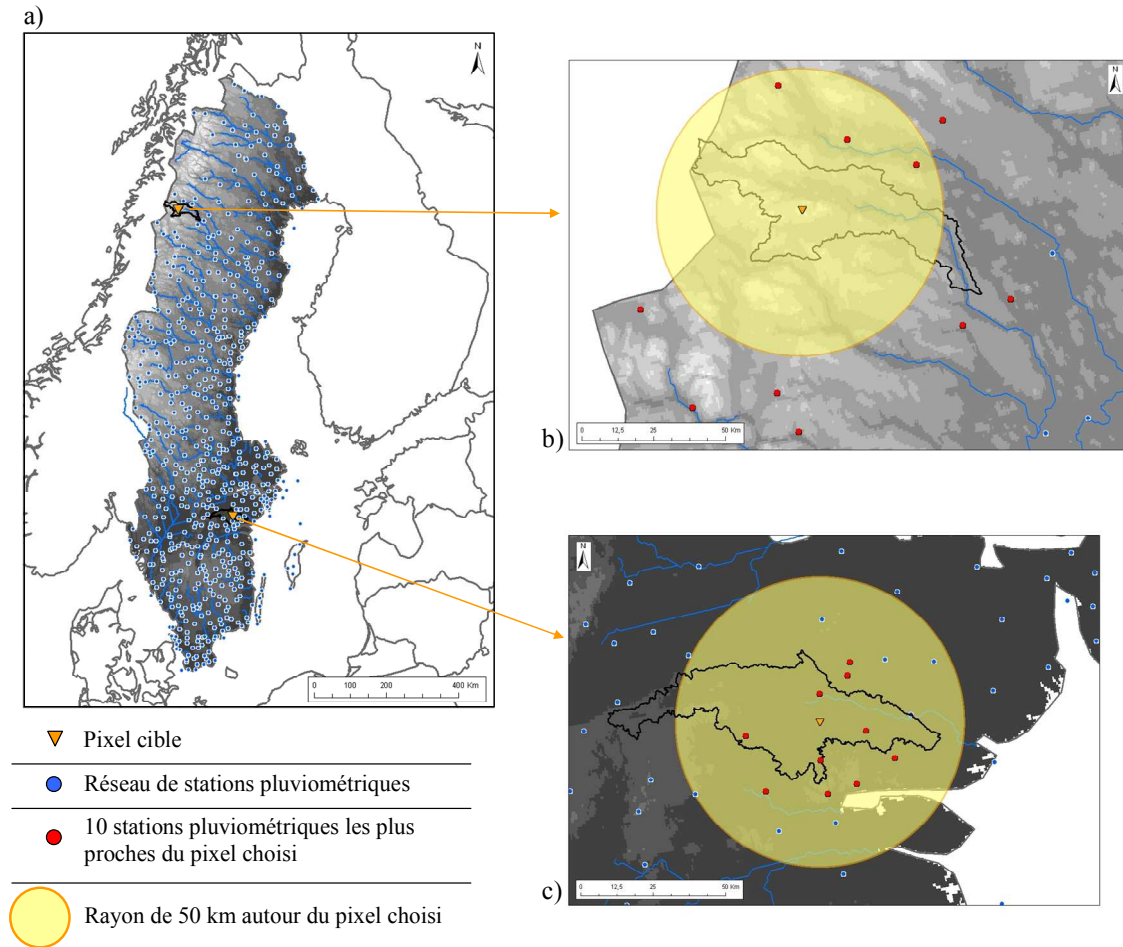 a)
N
0 100 200 400 Km
N
b)
0 12,5 25 50 Km
N
c)
0 12,5 25 50 Km
Pixel cible
Réseau de stations pluviométriques
10 stations pluviométriques les plus
proches du pixel choisi
Rayon de 50 km autour du pixel choisi